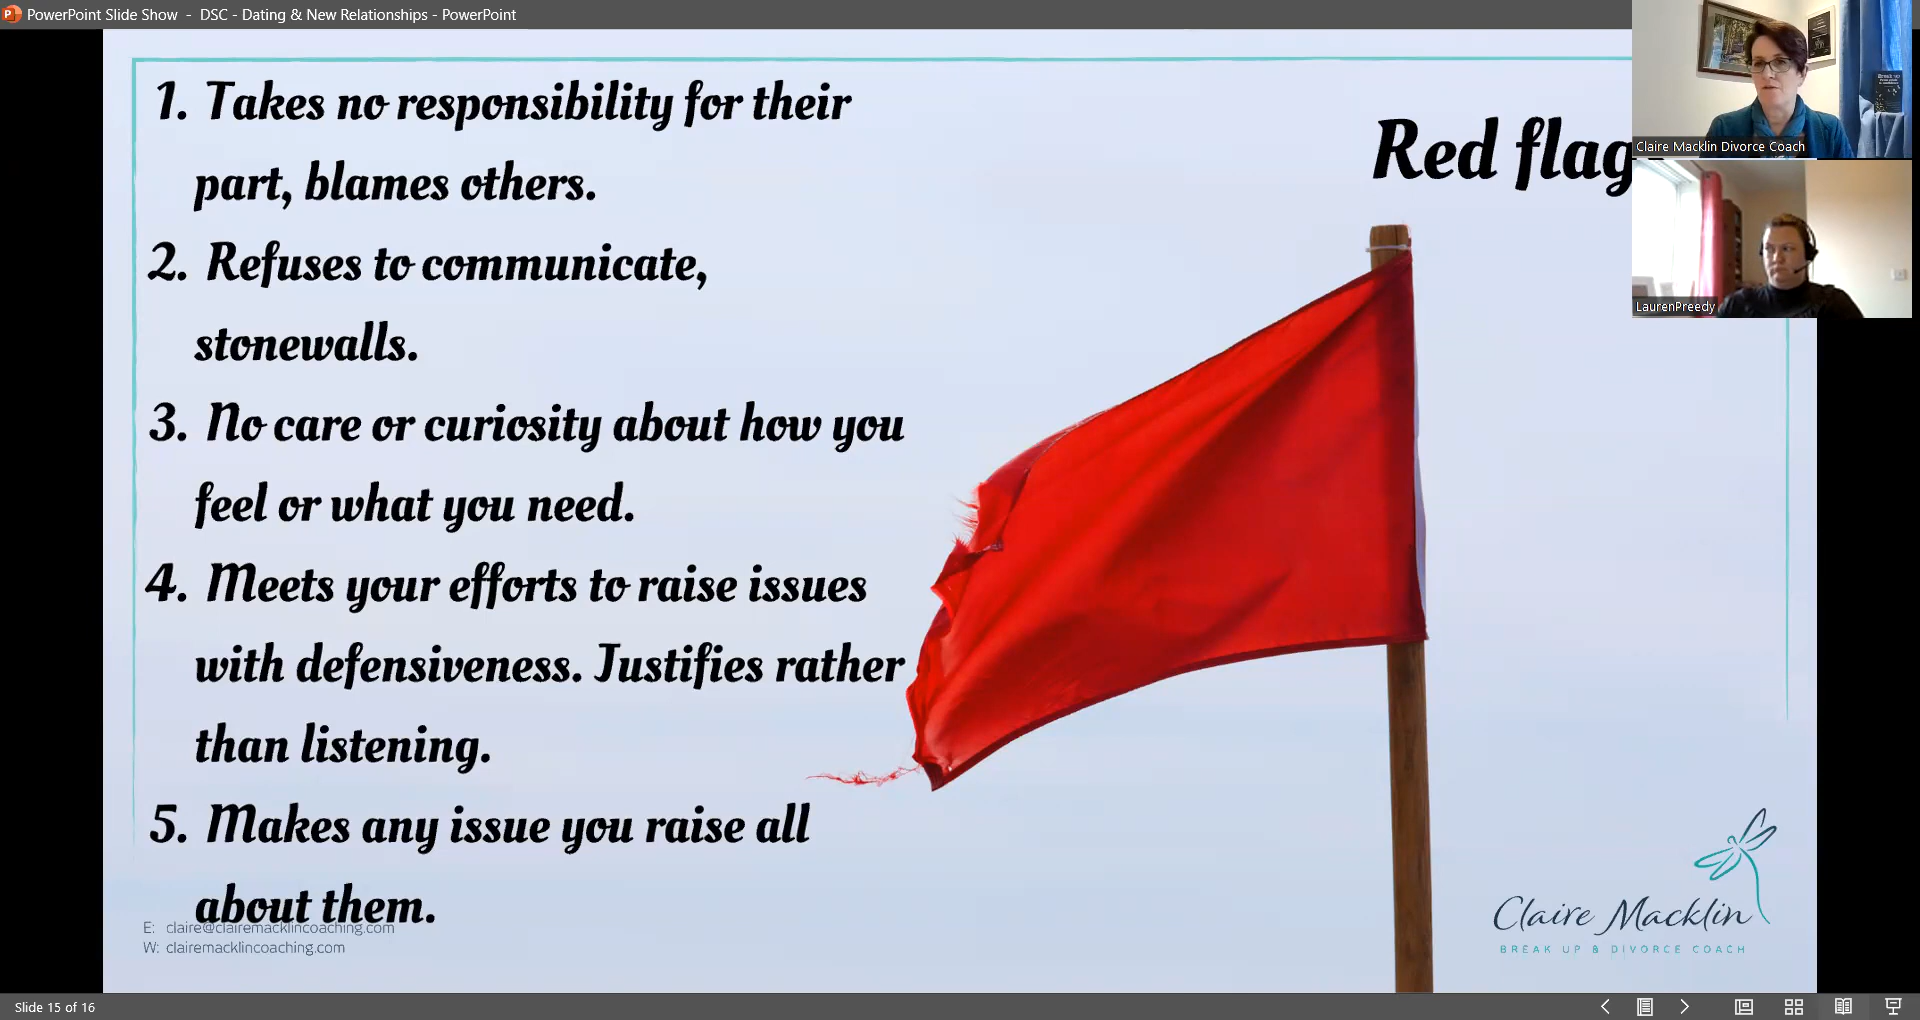 PowerPoint Slide Show - DSC - Dating & New Relationships - PowerPoint
1. Takes no responsibility for their
part, blames others.
2. Refuses to communicate,
stonewalls.
3. No care or curiosity about how you
feel or what you need.
4. Meets your efforts to raise issues
with defensiveness. Justifies rather
than listening.
5. Makes any issue you raise all
about them.
Red flag
Claire Macklin Divorce Coach
LaurenPreedy
E: claire@clairemacklincoaching.com
W: clairemacklincoaching.com
Claire Macklin
BREAK UP & DIVORCE COACH
Slide 15 of 16